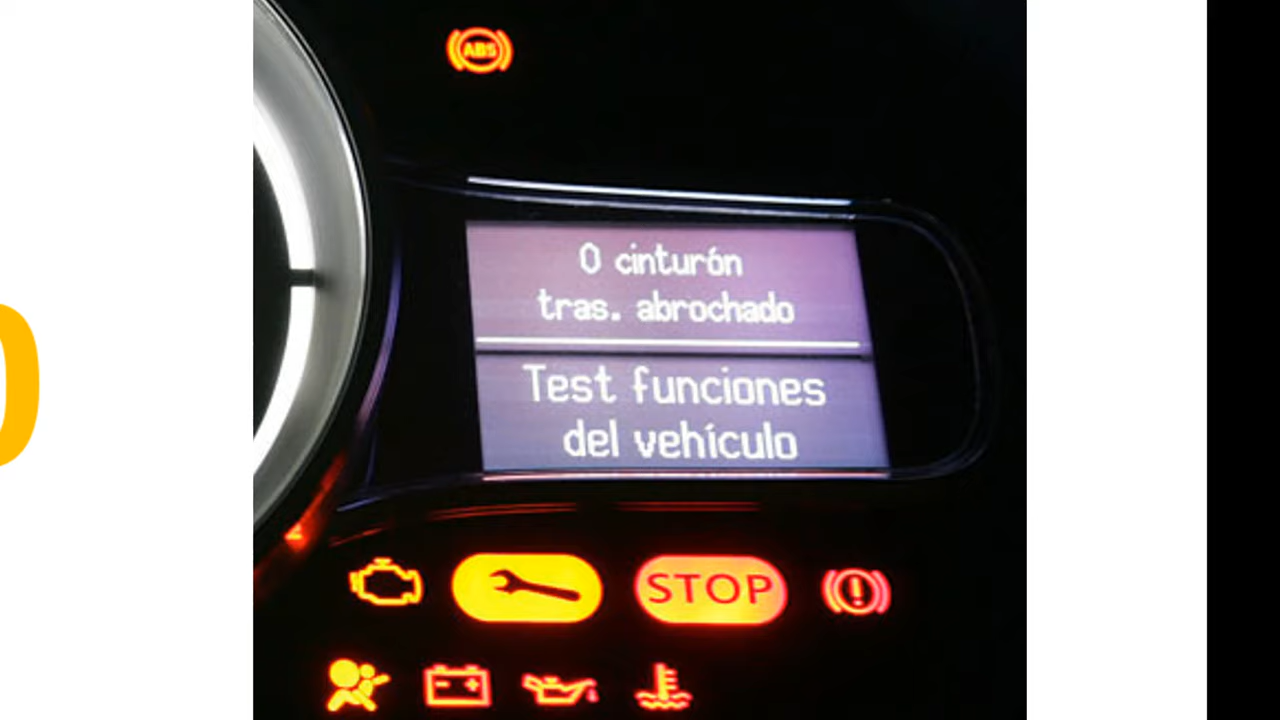 ABS
0 cinturón
tras. abrochado
Test funciones
del vehículo
STOP